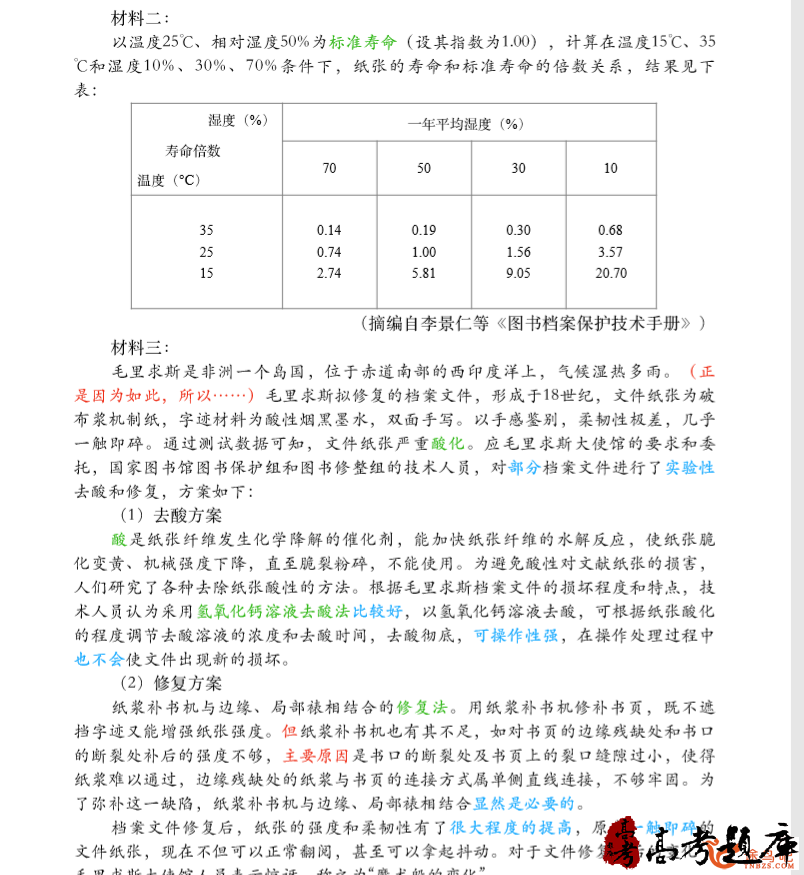 材料二：
以温度25℃、相对湿度50%为标准寿命（设其指数为1.00），计算在温度15℃、35
℃和湿度10%、30%、70%条件下，纸张的寿命和标准寿命的倍数关系，结果见下
表：
湿度（%）
寿命倍数
温度（℃）
一年平均湿度（%）
70 50 30 10
35 0.14 0.19 0.30 0.68
25 0.74 1.00 1.56 3.57
15 2.74 5.81 9.05 20.70
（摘编自李景仁等《图书档案保护技术手册》）
材料三：
毛里求斯是非洲一个岛国，位于赤道南部的西印度洋上，气候湿热多雨。（正
是因为如此，所以……）毛里求斯拟修复的档案文件，形成于18世纪，文件纸张为破
布浆机制纸，字迹材料为酸性烟黑墨水，双面手写。以手感鉴别，柔韧性极差，几乎
一触即碎。通过测试数据可知，文件纸张严重酸化。应毛里求斯大使馆的要求和委
托，国家图书馆图书保护组和图书修整组的技术人员，对部分档案文件进行了实验性
去酸和修复，方案如下：
（1）去酸方案
酸是纸张纤维发生化学降解的催化剂，能加快纸张纤维的水解反应，使纸张脆
化变黄、机械强度下降，直至脆裂粉碎，不能使用。为避免酸性对文献纸张的损害，
人们研究了各种去除纸张酸性的方法。根据毛里求斯档案文件的损坏程度和特点，技
术人员认为采用氢氧化钙溶液去酸法比较好，以氢氧化钙溶液去酸，可根据纸张酸化
的程度调节去酸溶液的浓度和去酸时间，去酸彻底，可操作性强，在操作处理过程中
也不会使文件出现新的损坏。
（2）修复方案
纸浆补书机与边缘、局部裱相结合的修复法。用纸浆补书机修补书页，既不遮
挡字迹又能增强纸张强度。但纸浆补书机也有其不足，如对书页的边缘残缺处和书口
的断裂处补后的强度不够，主要原因是书口的断裂处及书页上的裂口缝隙过小，使得
纸浆难以通过，边缘残缺处的纸浆与书页的连接方式属单侧直线连接，不够牢固。为
了弥补这一缺陷，纸浆补书机与边缘、局部裱相结合显然是必要的。
档案文件修复后，纸张的强度和柔韧性有了很大程度的提高，原一触即碎的
文件纸张，现在不但可以正常翻阅，甚至可以拿起抖动。对于文件修复
高考
高考题库
TNBZS.COM